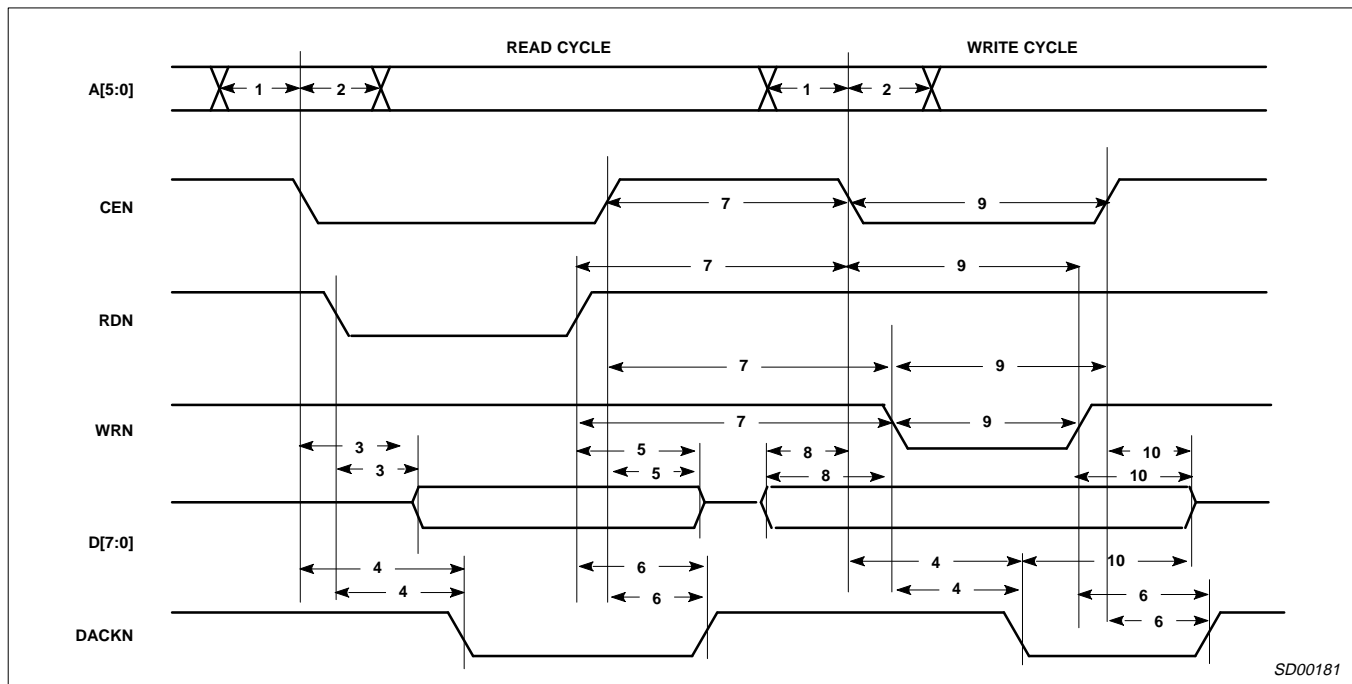 READ CYCLE WRITE CYCLE
A[5:0] 1 2 1 2
CEN 7 9
7 9
RDN
7 9
WRN 7 9
3 5 8 10
3 5 8 10
D[7:0]
4 6 4 10
4 6 4 6
6
DACKN
SD00181